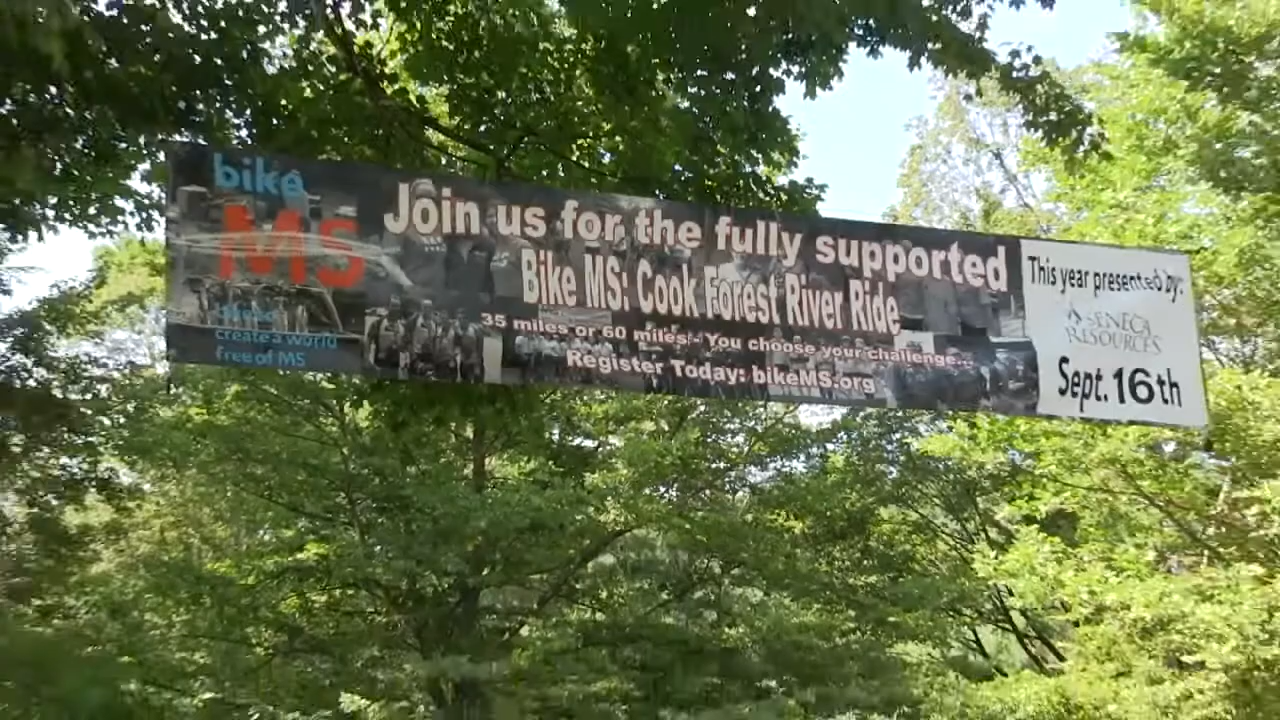 bike
MS
create a world
free of MS
Join us for the fully supported
Bike MS: Cook Forest River Ride
35 miles or 60 miles - You choose your challenge...
Register Today: bikeMS.org
This year presented by:
SENECA
RESOURCES
Sept. 16th